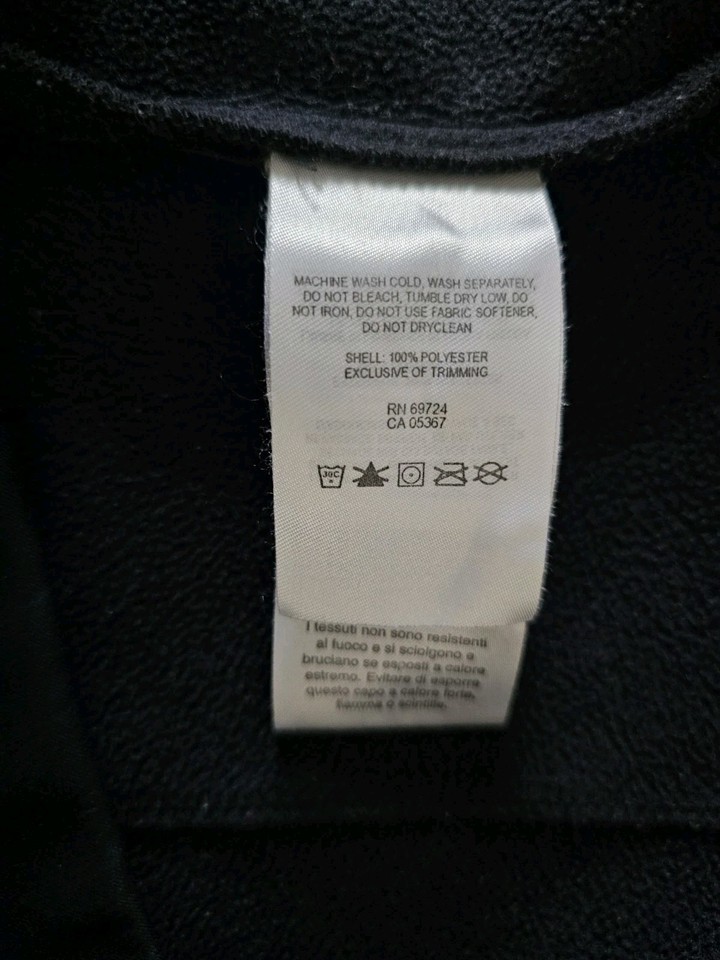 MACHINE WASH COLD, WASH SEPARATELY,
DO NOT BLEACH, TUMBLE DRY LOW, DO
NOT IRON, DO NOT USE FABRIC SOFTENER,
DO NOT DRYCLEAN
SHELL: 100% POLYESTER
EXCLUSIVE OF TRIMMING
RN 69724
CA 05367
30C
I tessuti non sono resistenti
al fuoco e si sciolgono e
bruciano se esposti a calore
estremo. Evitare di esporre
questo capo a calore forte,
fiamma o scintille.